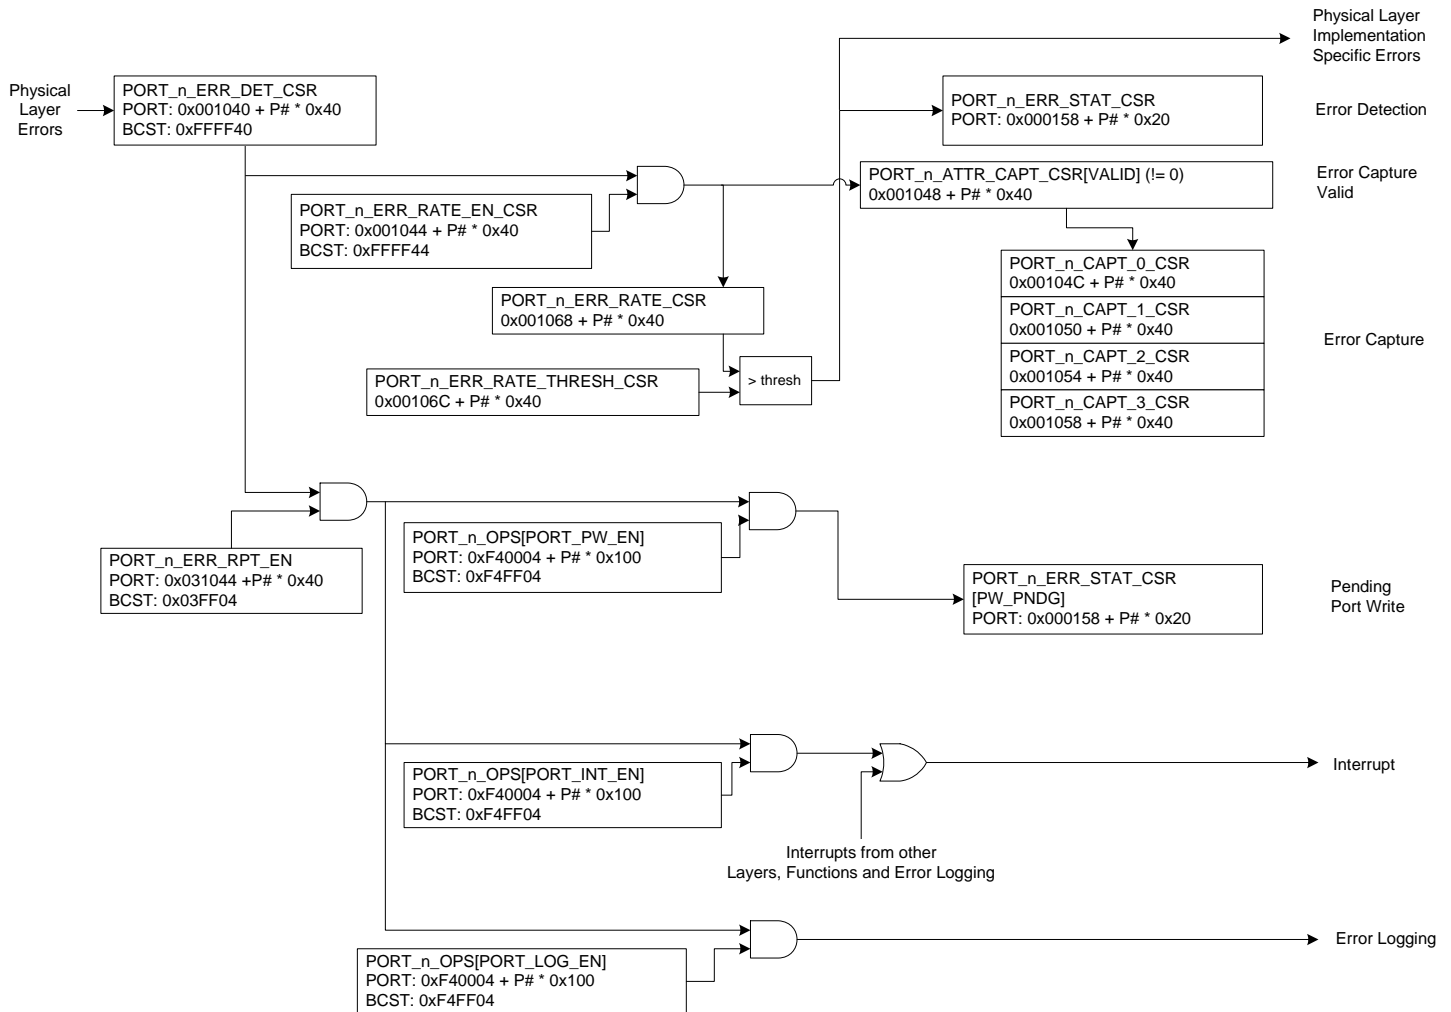 Physical Layer
Implementation
Specific Errors
Physical
Layer
Errors
PORT_n_ERR_DET_CSR
PORT: 0x001040 + P# * 0x40
BCST: 0xFFFF40
PORT_n_ERR_STAT_CSR
PORT: 0x000158 + P# * 0x20
Error Detection
PORT_n_ATTR_CAPT_CSR[VALID] (!= 0)
0x001048 + P# * 0x40
Error Capture
Valid
PORT_n_ERR_RATE_EN_CSR
PORT: 0x001044 + P# * 0x40
BCST: 0xFFFF44
PORT_n_CAPT_0_CSR
0x00104C + P# * 0x40
PORT_n_CAPT_1_CSR
0x001050 + P# * 0x40
PORT_n_CAPT_2_CSR
0x001054 + P# * 0x40
PORT_n_CAPT_3_CSR
0x001058 + P# * 0x40
Error Capture
PORT_n_ERR_RATE_CSR
0x001068 + P# * 0x40
PORT_n_ERR_RATE_THRESH_CSR
0x00106C + P# * 0x40
> thresh
PORT_n_ERR_RPT_EN
PORT: 0x031044 +P# * 0x40
BCST: 0x03FF04
PORT_n_OPS[PORT_PW_EN]
PORT: 0xF40004 + P# * 0x100
BCST: 0xF4FF04
PORT_n_ERR_STAT_CSR
[PW_PNDG]
PORT: 0x000158 + P# * 0x20
Pending
Port Write
PORT_n_OPS[PORT_INT_EN]
PORT: 0xF40004 + P# * 0x100
BCST: 0xF4FF04
Interrupt
Interrupts from other
Layers, Functions and Error Logging
PORT_n_OPS[PORT_LOG_EN]
PORT: 0xF40004 + P# * 0x100
BCST: 0xF4FF04
Error Logging